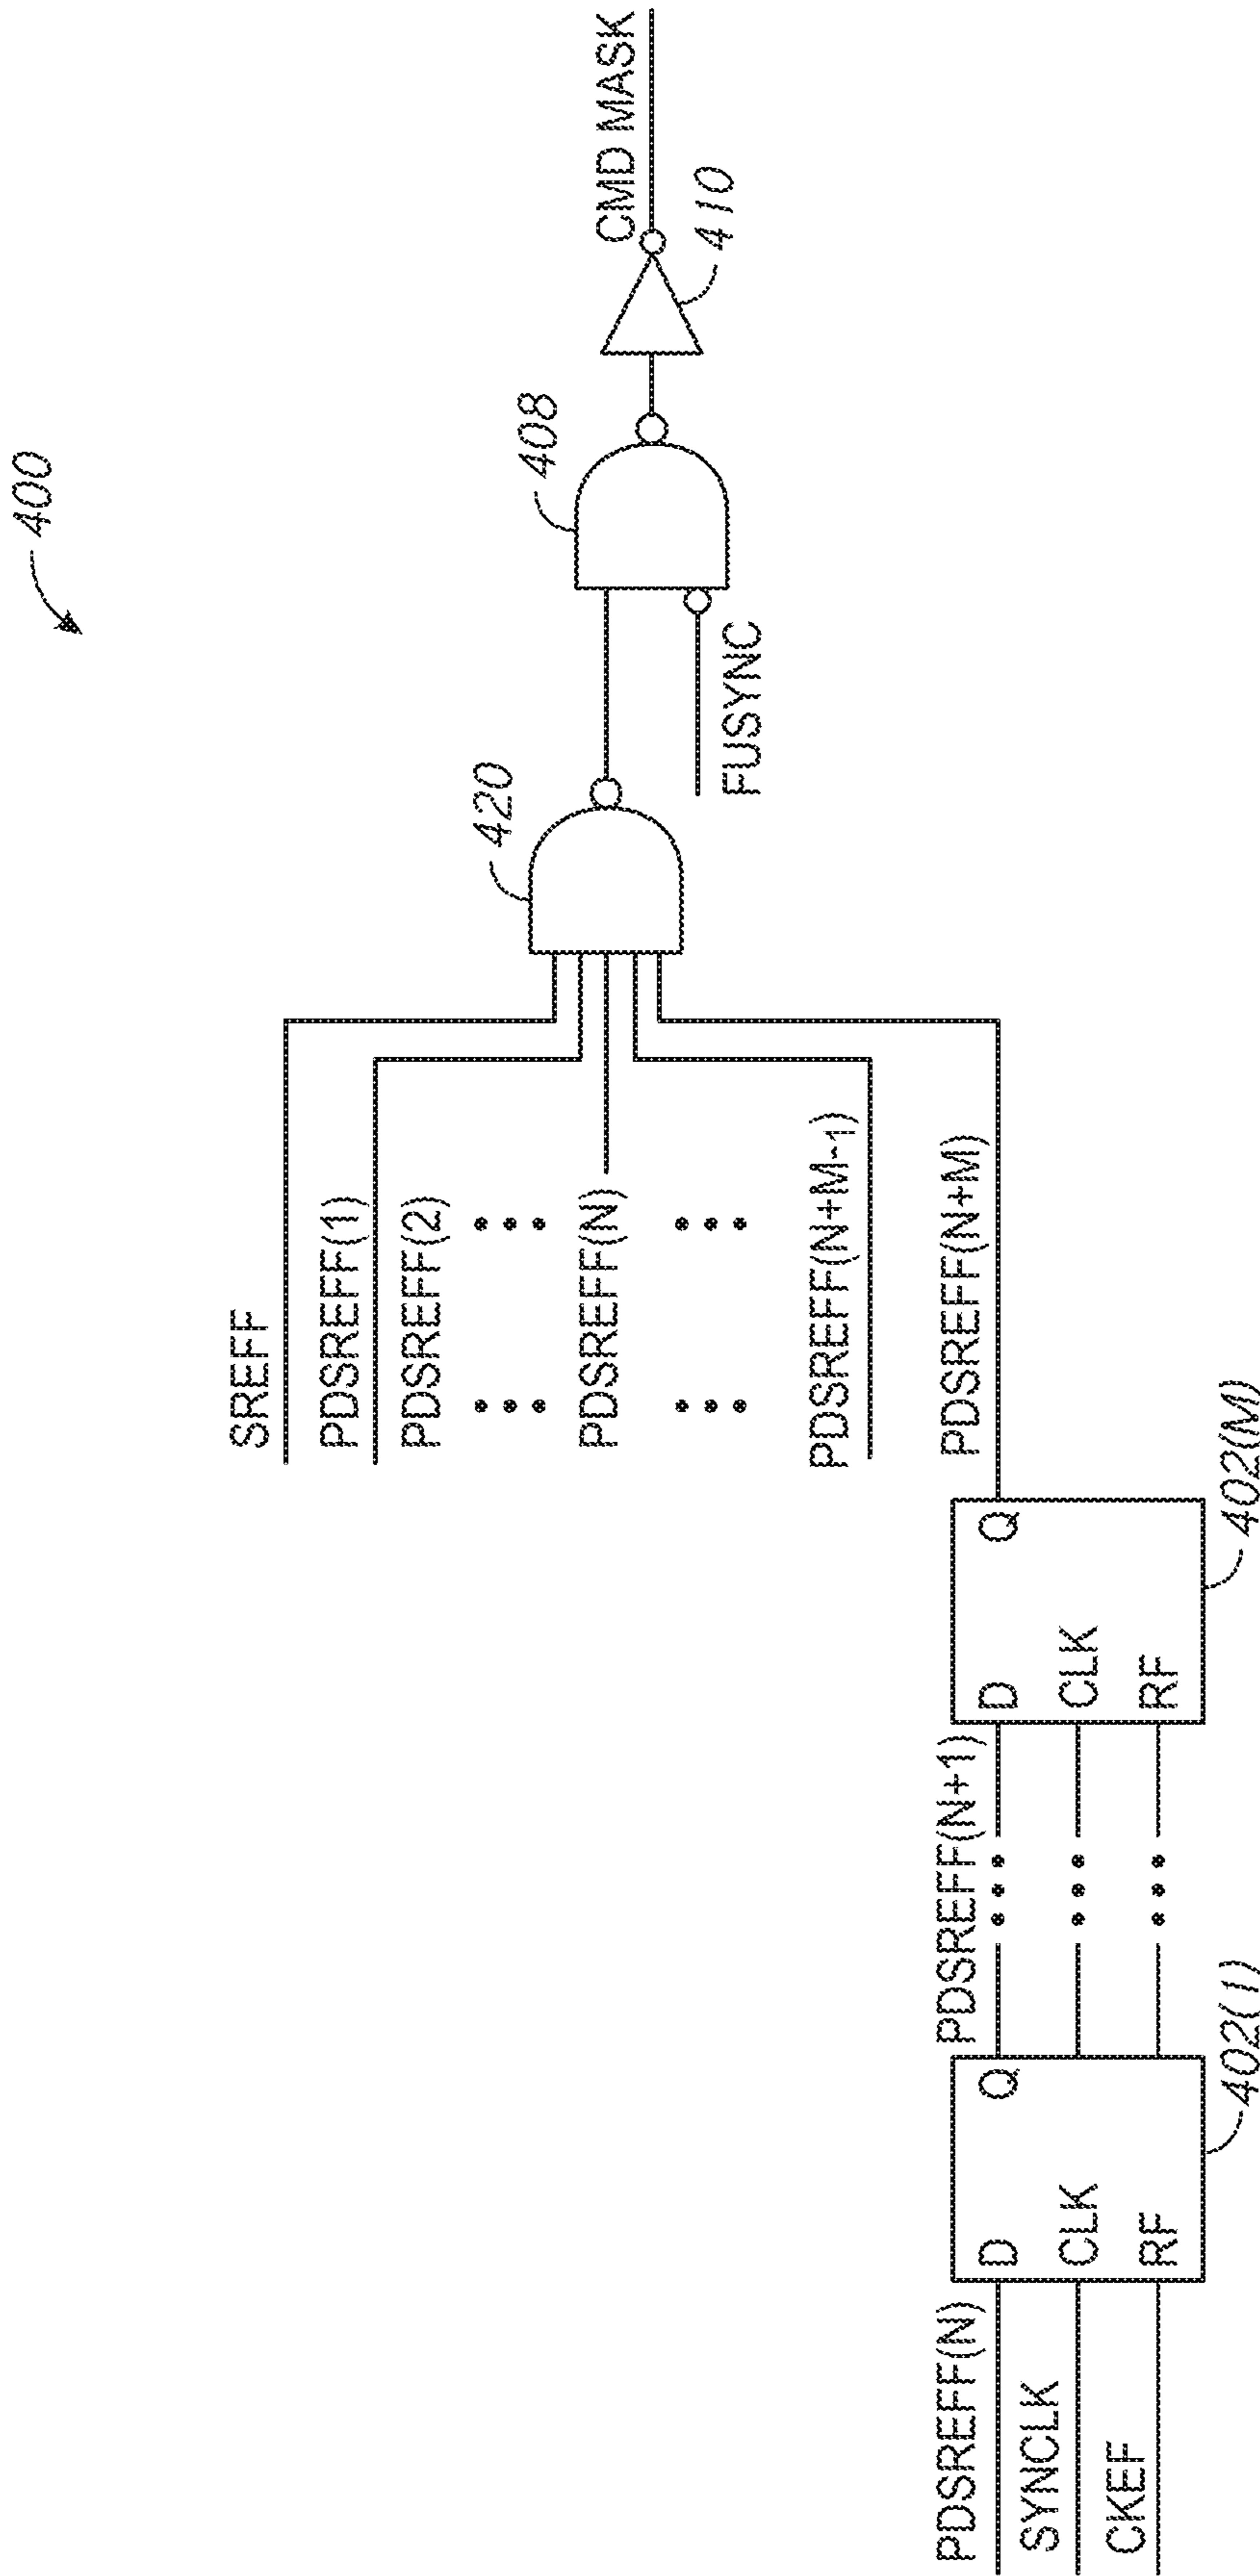 400
SREFF
PDSREFF(1)
PDSREFF(2)
PDSREFF(N)
PDSREFF(N+M-1)
PDSREFF(N+M)
420
408
FUSYNC
410
CMD MASK
PDSREFF(N)
SYNCLK
CKEF
D
CLK
RF
Q
402(1)
PDSREFF(N+1)
D
CLK
RF
Q
402(M)